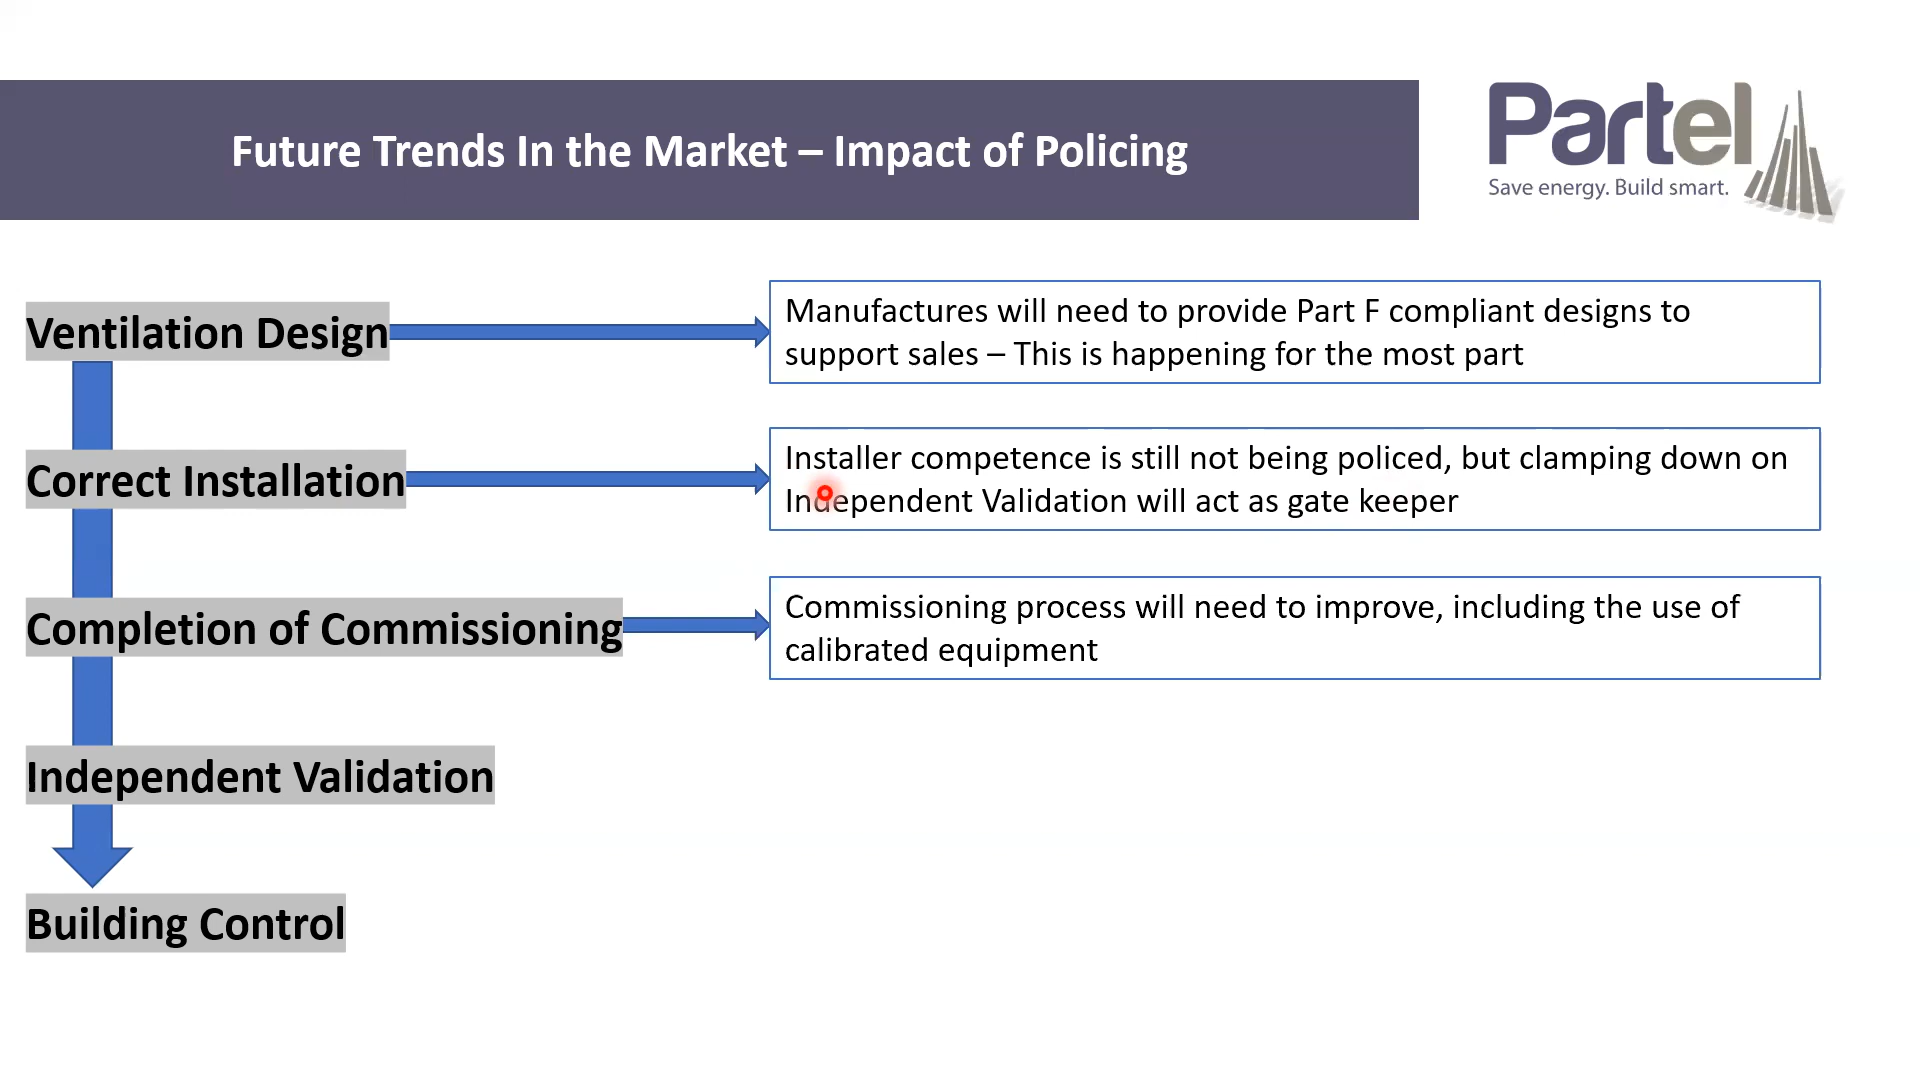 Future Trends In the Market – Impact of Policing
Partel
Save energy. Build smart.
Ventilation Design
Manufactures will need to provide Part F compliant designs to
support sales – This is happening for the most part
Correct Installation
Installer competence is still not being policed, but clamping down on
Independent Validation will act as gate keeper
Completion of Commissioning
Commissioning process will need to improve, including the use of
calibrated equipment
Independent Validation
Building Control